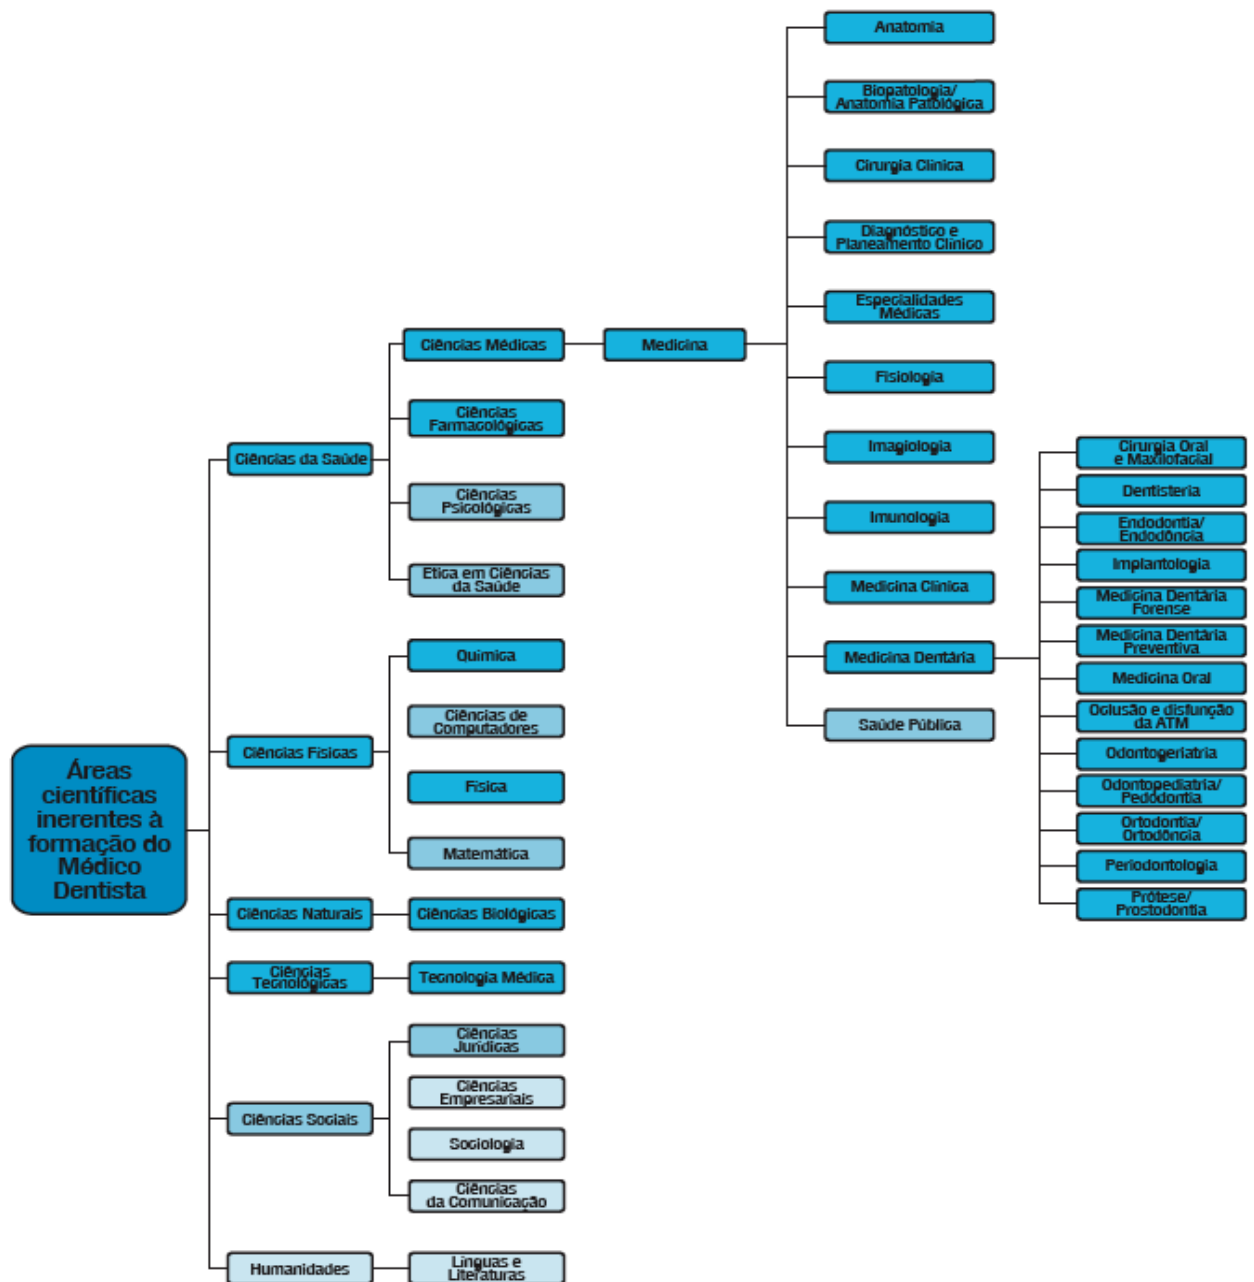 Áreas
científicas
inerentes à
formação do
Médico
Dentista
Ciências da Saúde
Ciências Médicas
Medicina
Anatomia
Biopatologia/
Anatomia Patológica
Cirurgia Clínica
Diagnóstico e
Planeamento Clínico
Especialidades
Médicas
Fisiologia
Imagiologia
Imunologia
Medicina Clínica
Medicina Dentária
Cirurgia Oral
e Maxilofacial
Dentisteria
Endodontia/
Endodôncia
Implantologia
Medicina Dentária
Forense
Medicina Dentária
Preventiva
Medicina Oral
Oclusão e disfunção
da ATM
Odontogeriatria
Odontopediatria/
Pedodontia
Ortodontia/
Ortodôncia
Periodontologia
Prótese/
Prostodontia
Saúde Pública
Ciências
Farmacológicas
Ciências
Psicológicas
Ética em Ciências
da Saúde
Ciências Físicas
Química
Ciências de
Computadores
Física
Matemática
Ciências Naturais
Ciências Biológicas
Ciências
Tecnológicas
Tecnologia Médica
Ciências Sociais
Ciências
Jurídicas
Ciências
Empresariais
Sociologia
Ciências
da Comunicação
Humanidades
Línguas e
Literaturas